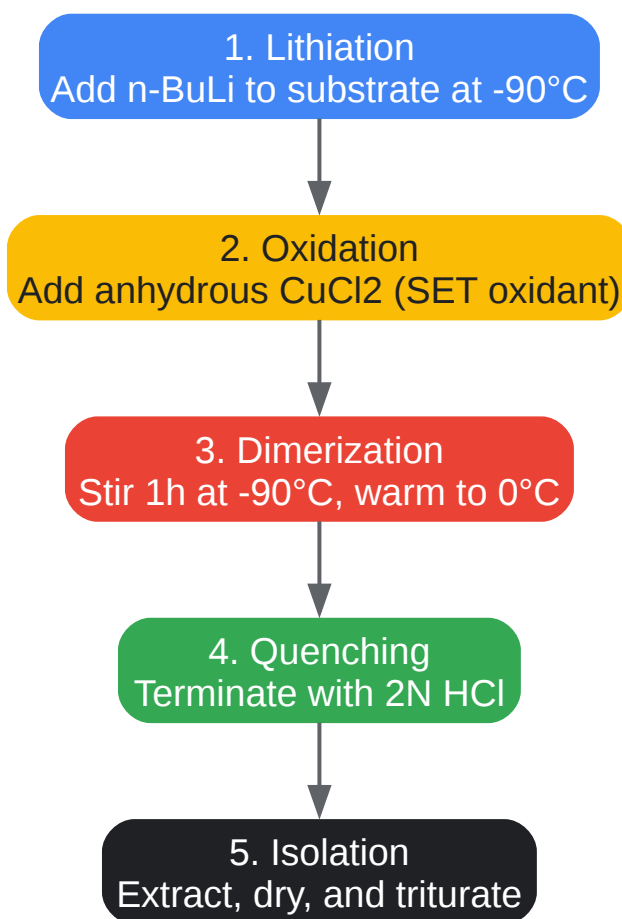 1. Lithiation
Add n-BuLi to substrate at -90°C
2. Oxidation
Add anhydrous CuCl2 (SET oxidant)
3. Dimerization
Stir 1h at -90°C, warm to 0°C
4. Quenching
Terminate with 2N HCl
5. Isolation
Extract, dry, and triturate